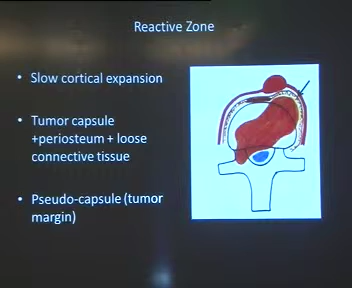 Reactive Zone
• Slow cortical expansion
• Tumor capsule
+periosteum + loose
connective tissue
• Pseudo-capsule (tumor
margin)